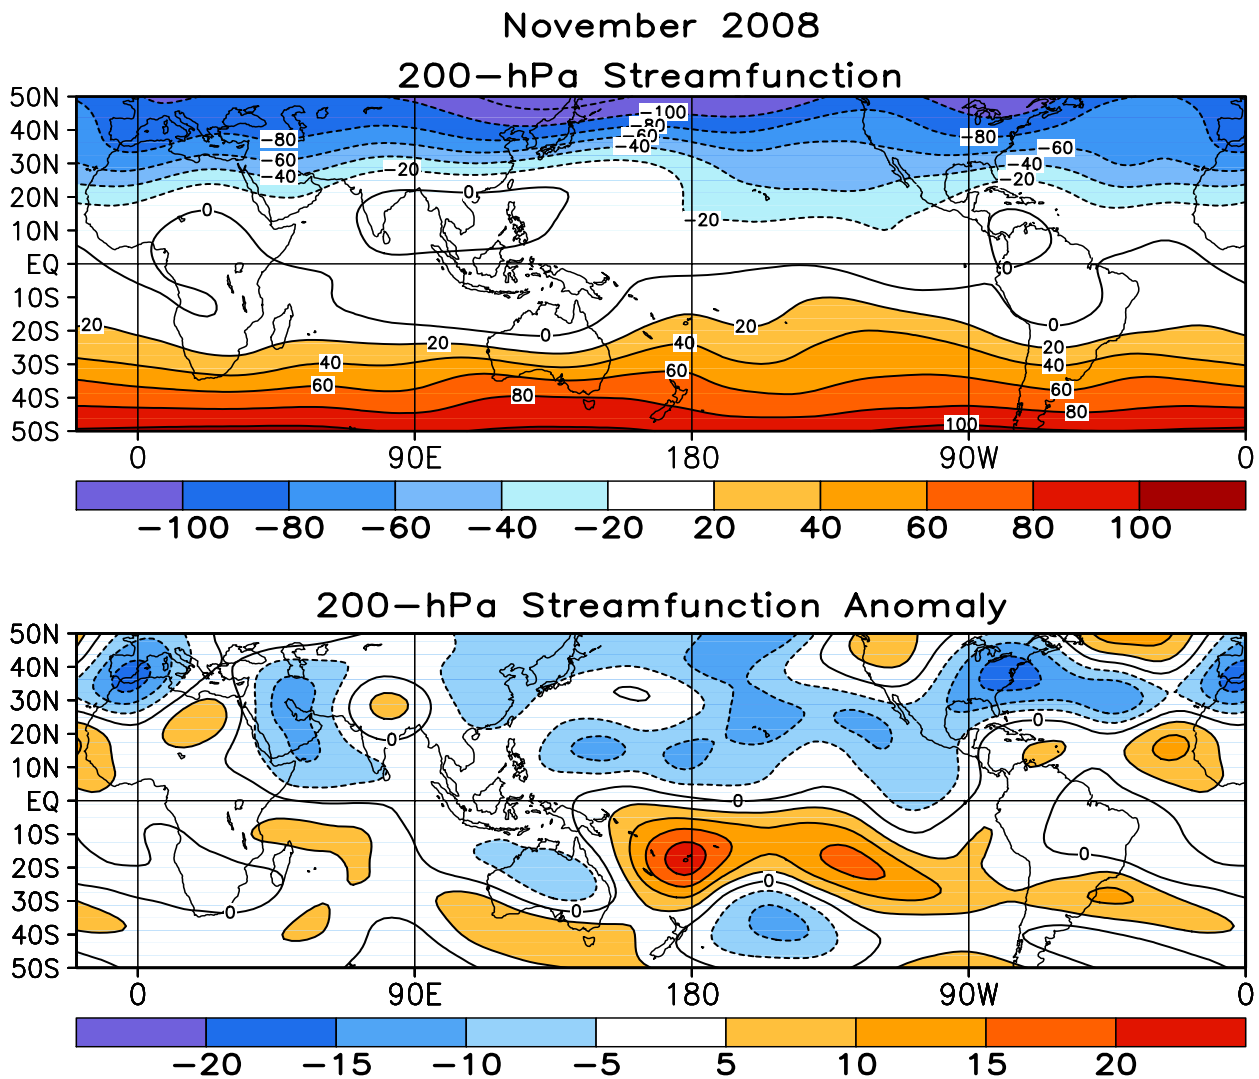 November 2008
200-hPa Streamfunction
50N
40N
30N
20N
10N
EQ
10S
20S
30S
40S
50S
-100
-80
-60
-40
-80
-60
-40
-20
0
0
-20
-80
-60
-40
-20
0
0
20
20
40
60
0
80
40
60
20
0
20
40
60
80
100
0 90E 180 90W 0
-100 -80 -60 -40 -20 20 40 60 80 100
200-hPa Streamfunction Anomaly
50N
40N
30N
20N
10N
EQ
10S
20S
30S
40S
50S
0
0
0
0
0
0
0
0 90E 180 90W 0
-20 -15 -10 -5 5 10 15 20